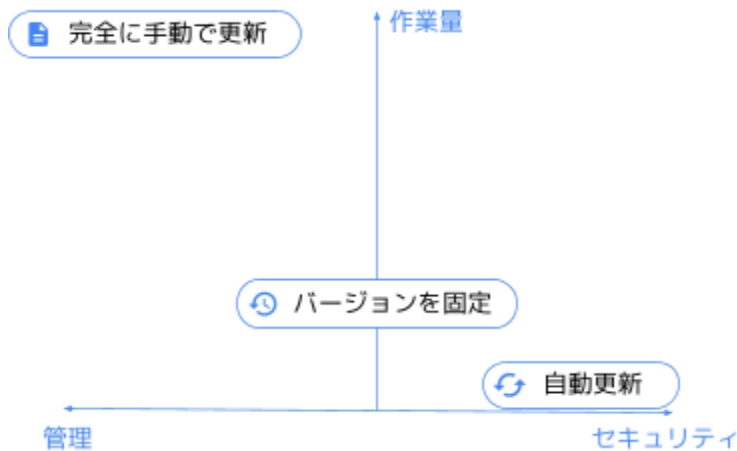 完全に手動で更新
作業量
バージョンを固定
自動更新
管理
セキュリティ